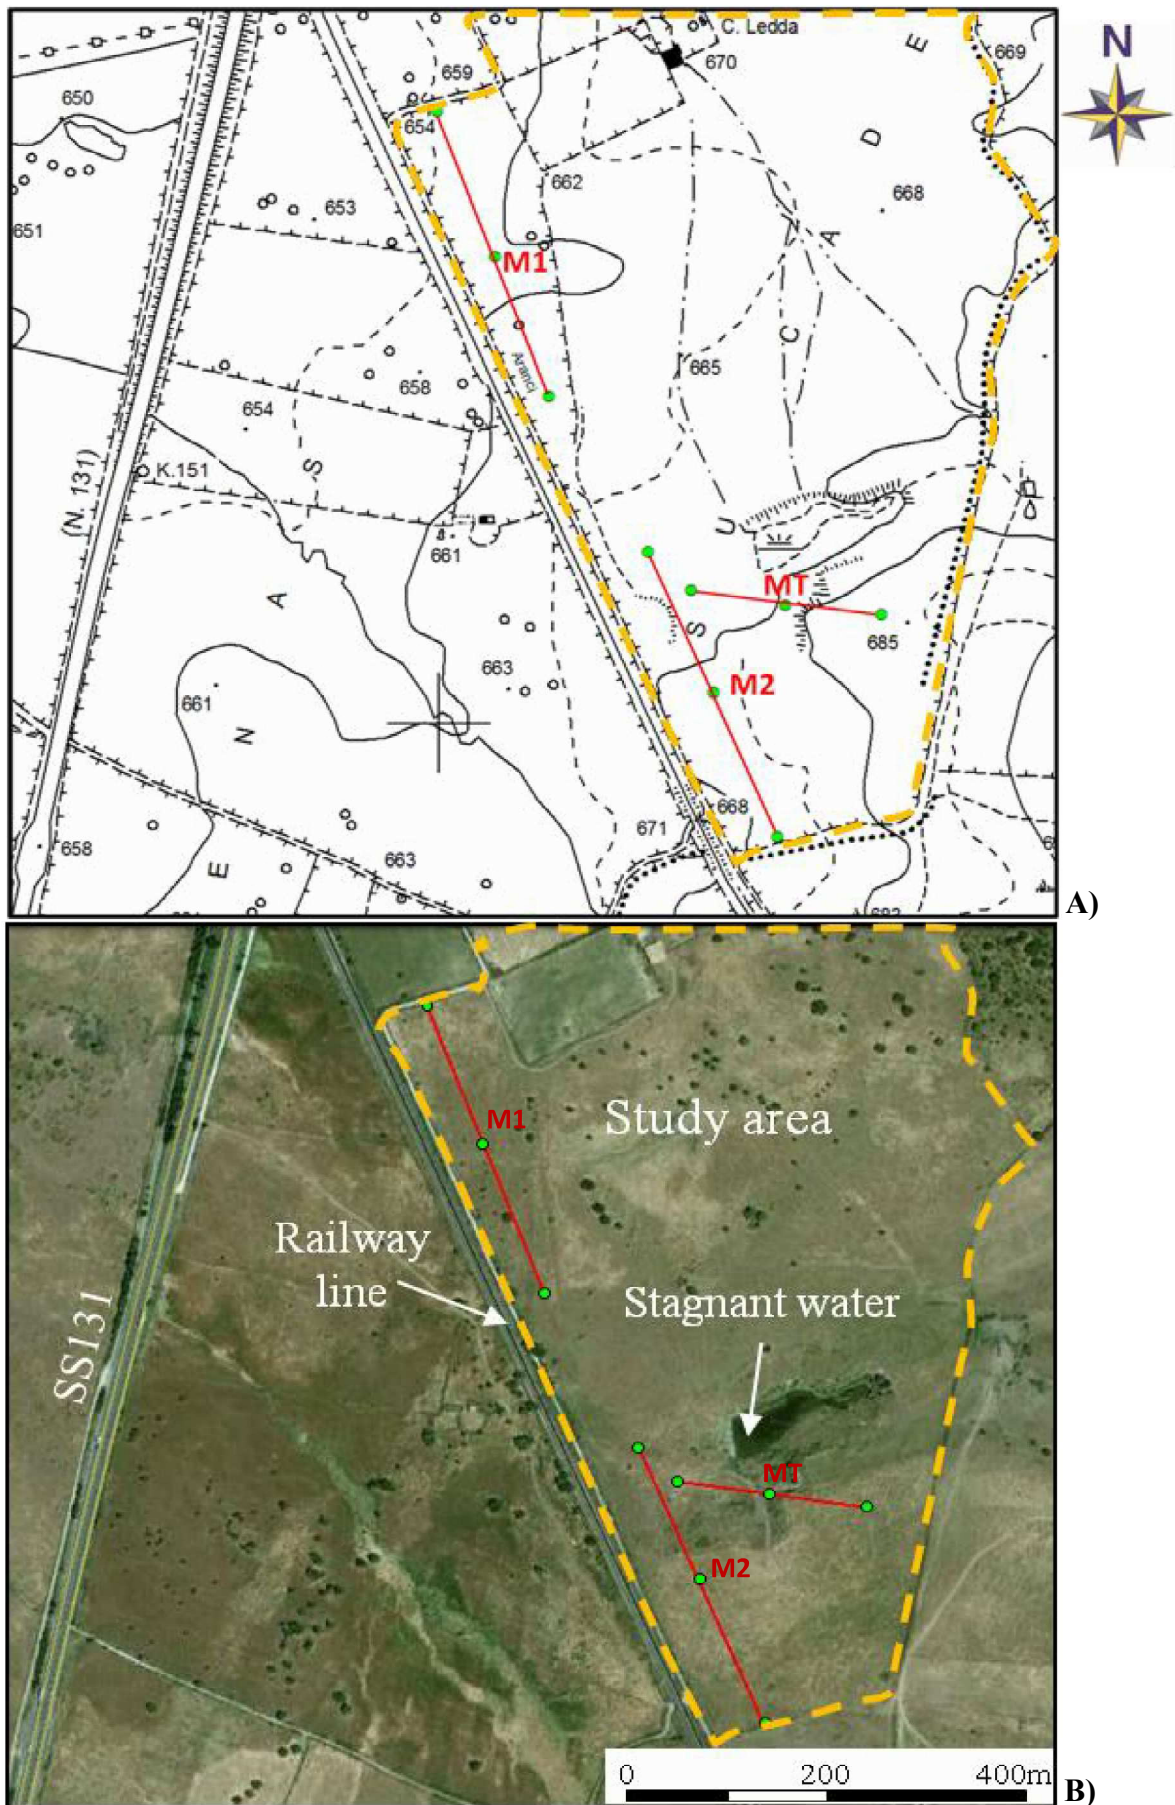 C. Ledda
E
N
669
659
670
650
654
D
662
653
668
651
A
M1
C
Aranci
665
658
654
S
K.151
(N. 131)
U
661
MT
A
S
685
663
M2
661
N
668
671
658
663
E
A)
M1
Study area
Railway
line
Stagnant water
SS131
MT
M2
0 200 400m
B)